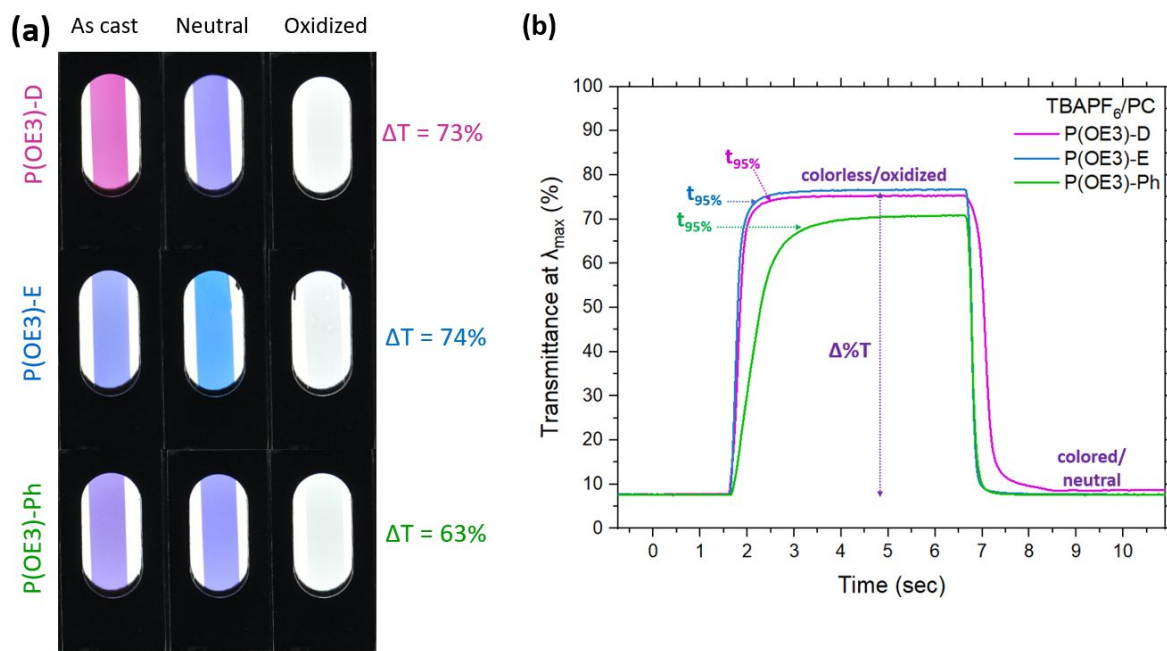 (a)
As cast Neutral Oxidized
P(OE3)-D
ΔT = 73%
P(OE3)-E
ΔT = 74%
P(OE3)-Ph
ΔT = 63%
(b)
Transmittance at λmax (%)
100
90
80
70
60
50
40
30
20
10
0
TBAPF6/PC
P(OE3)-D
P(OE3)-E
P(OE3)-Ph
t95%
colorless/oxidized
t95%
t95%
Δ%T
colored/
neutral
0 1 2 3 4 5 6 7 8 9 10
Time (sec)